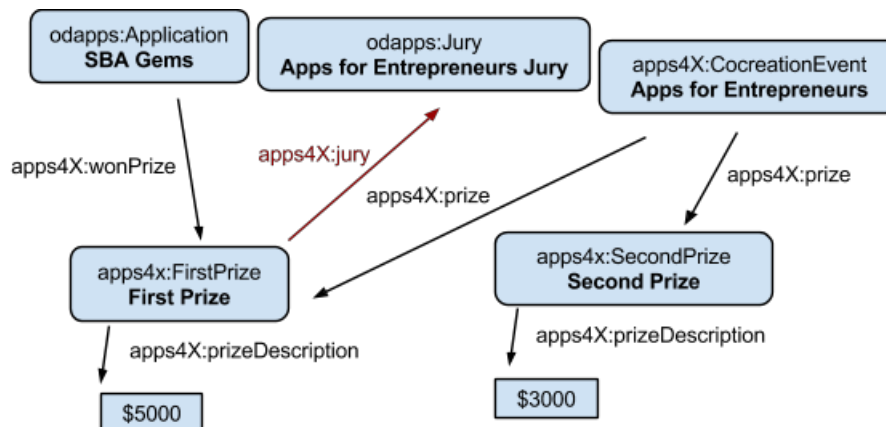 odapps:Application
SBA Gems
odapps:Jury
Apps for Entrepreneurs Jury
apps4X:CocreationEvent
Apps for Entrepreneurs
apps4X:wonPrize
apps4X:jury
apps4X:prize
apps4X:prize
apps4x:FirstPrize
First Prize
apps4x:SecondPrize
Second Prize
apps4X:prizeDescription
apps4X:prizeDescription
$5000
$3000